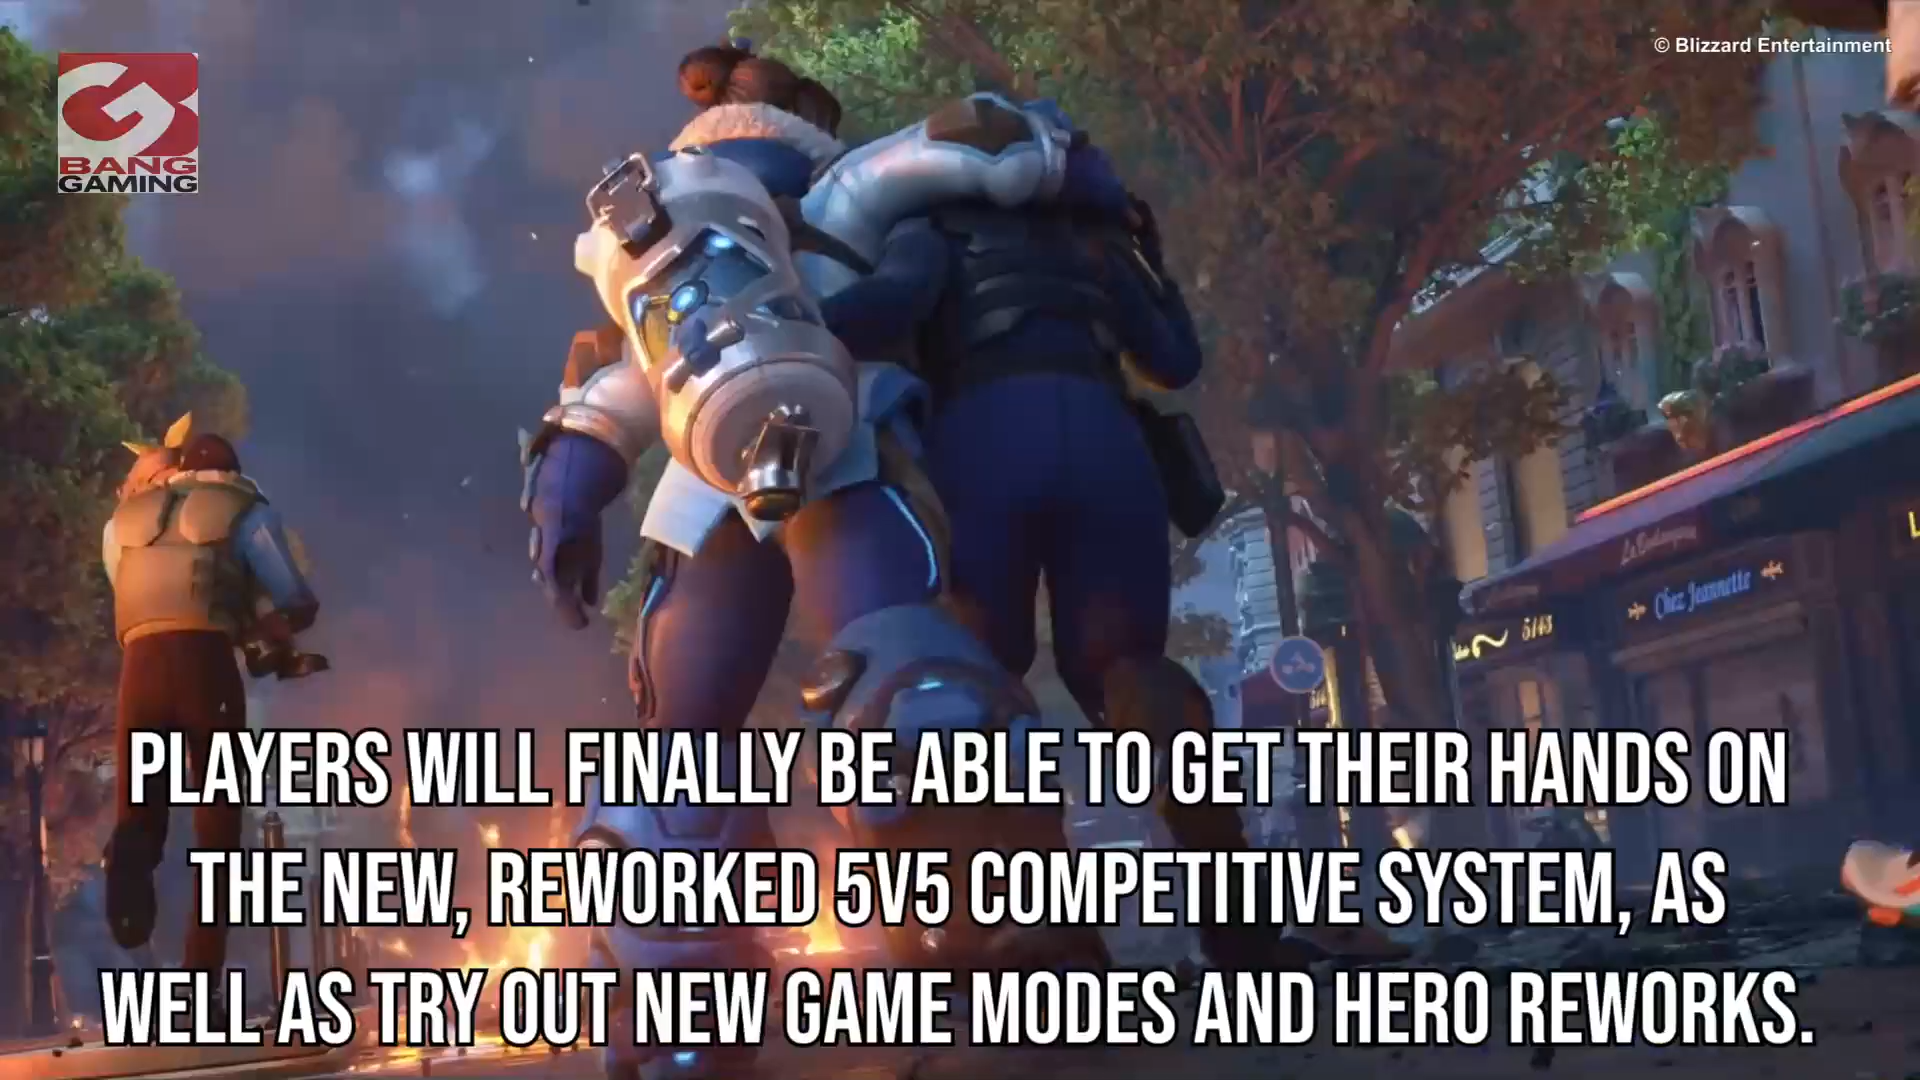 © Blizzard Entertainment
BANG
GAMING
Chez Jeannette
5143
PLAYERS WILL FINALLY BE ABLE TO GET THEIR HANDS ON
THE NEW, REWORKED 5V5 COMPETITIVE SYSTEM, AS
WELL AS TRY OUT NEW GAME MODES AND HERO REWORKS.